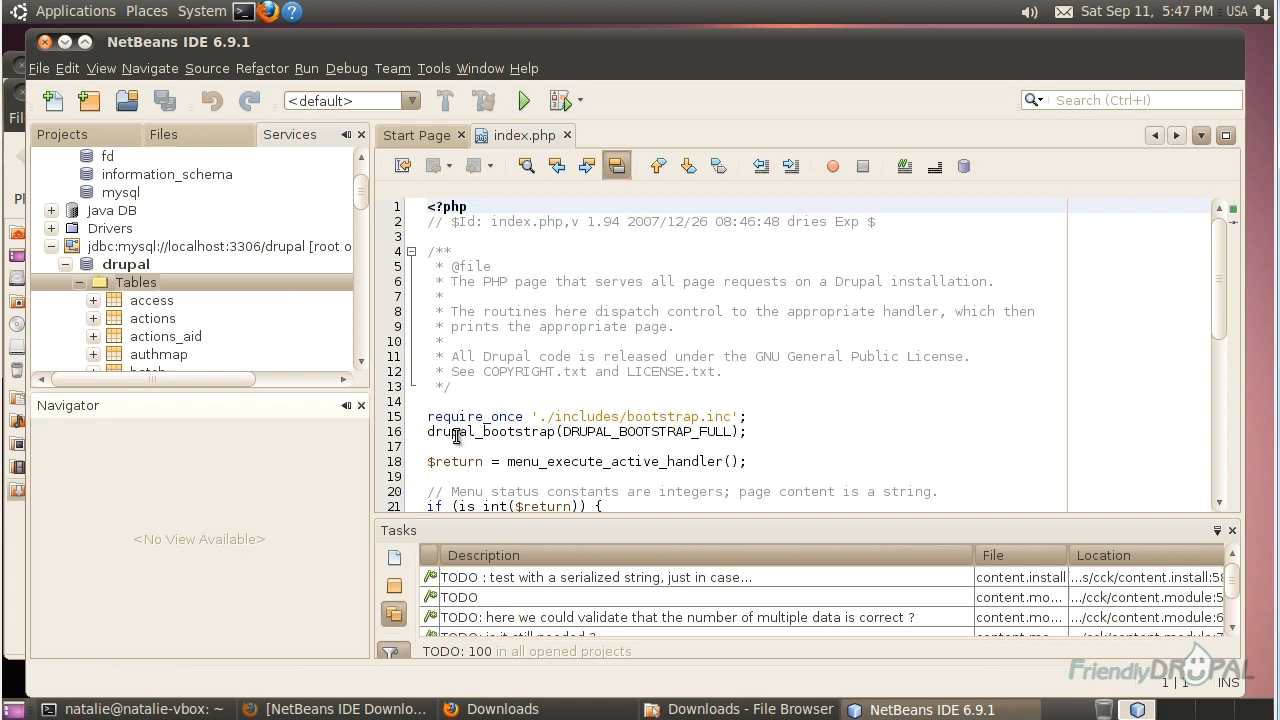 Applications Places System
Sat Sep 11, 5:47 PM USA
NetBeans IDE 6.9.1
File Edit View Navigate Source Refactor Run Debug Team Tools Window Help
<default>
Search (Ctrl+I)
Projects Files Services
Start Page index.php
fd
information_schema
mysql
Java DB
Drivers
jdbc:mysql://localhost:3306/drupal [root o
drupal
Tables
access
actions
actions_aid
authmap
Navigator
<No View Available>
1 <?php
2 // $Id: index.php,v 1.94 2007/12/26 08:46:48 dries Exp $
3
4 /**
5 * @file
6 * The PHP page that serves all page requests on a Drupal installation.
7 *
8 * The routines here dispatch control to the appropriate handler, which then
9 * prints the appropriate page.
10 *
11 * All Drupal code is released under the GNU General Public License.
12 * See COPYRIGHT.txt and LICENSE.txt.
13 */
14
15 require_once './includes/bootstrap.inc';
16 drupal_bootstrap(DRUPAL_BOOTSTRAP_FULL);
17
18 $return = menu_execute_active_handler();
19
20 // Menu status constants are integers; page content is a string.
21 if (is_int($return)) {
Tasks
Description File Location
TODO : test with a serialized string, just in case... content.install ...s/cck/content.install:58
TODO content.mo... .../cck/content.module:5
TODO: here we could validate that the number of multiple data is correct ? content.mo... .../cck/content.module:6
TODO: is it still needed ?
TODO: 100 in all opened projects
FriendlyDRUPAL
1 | 1 INS
natalie@natalie-vbox: ~
[NetBeans IDE Downlo...
Downloads
Downloads - File Browser
NetBeans IDE 6.9.1